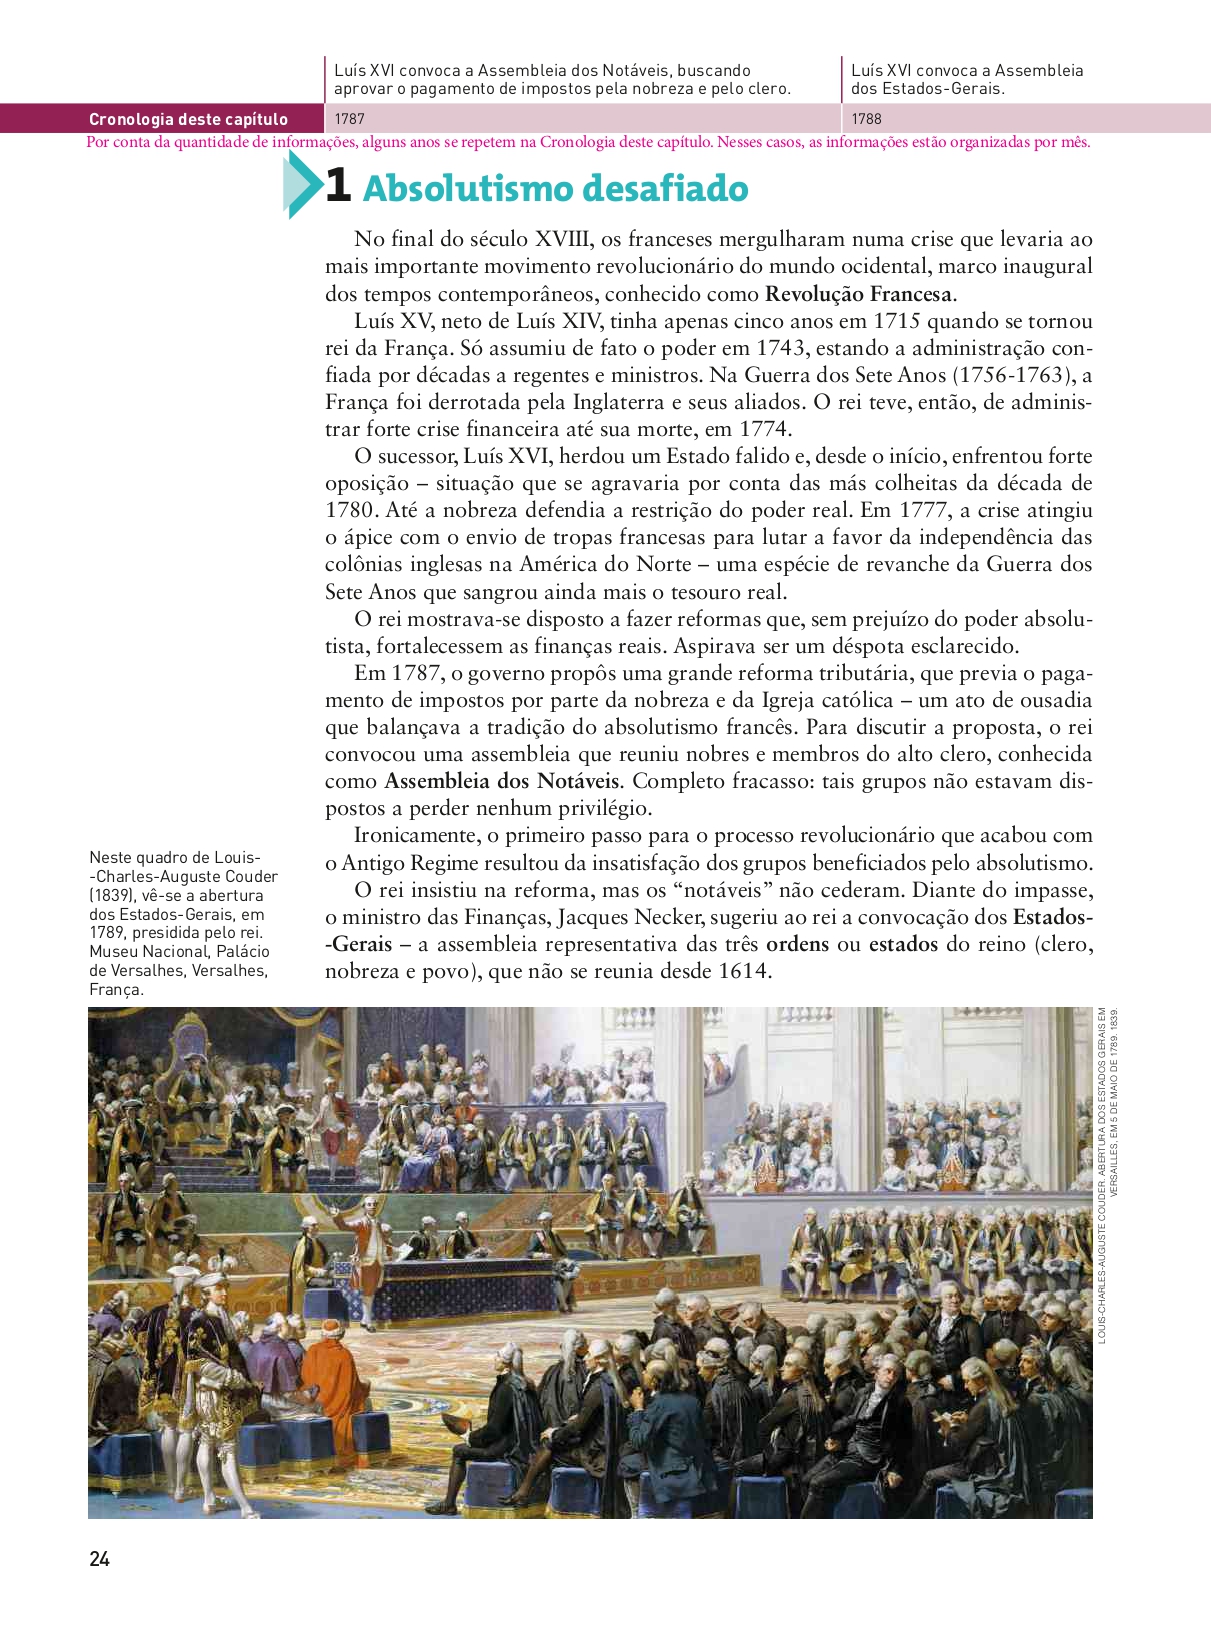 Luís XVI convoca a Assembleia dos Notáveis, buscando
aprovar o pagamento de impostos pela nobreza e pelo clero.
Luís XVI convoca a Assembleia
dos Estados-Gerais.
Cronologia deste capítulo
1787
1788
Por conta da quantidade de informações, alguns anos se repetem na Cronologia deste capítulo. Nesses casos, as informações estão organizadas por mês.
1 Absolutismo desafiado
No final do século XVIII, os franceses mergulharam numa crise que levaria ao
mais importante movimento revolucionário do mundo ocidental, marco inaugural
dos tempos contemporâneos, conhecido como Revolução Francesa.
Luís XV, neto de Luís XIV, tinha apenas cinco anos em 1715 quando se tornou
rei da França. Só assumiu de fato o poder em 1743, estando a administração con-
fiada por décadas a regentes e ministros. Na Guerra dos Sete Anos (1756-1763), a
França foi derrotada pela Inglaterra e seus aliados. O rei teve, então, de adminis-
trar forte crise financeira até sua morte, em 1774.
O sucessor, Luís XVI, herdou um Estado falido e, desde o início, enfrentou forte
oposição – situação que se agravaria por conta das más colheitas da década de
1780. Até a nobreza defendia a restrição do poder real. Em 1777, a crise atingiu
o ápice com o envio de tropas francesas para lutar a favor da independência das
colônias inglesas na América do Norte – uma espécie de revanche da Guerra dos
Sete Anos que sangrou ainda mais o tesouro real.
O rei mostrava-se disposto a fazer reformas que, sem prejuízo do poder absolu-
tista, fortalecessem as finanças reais. Aspirava ser um déspota esclarecido.
Em 1787, o governo propôs uma grande reforma tributária, que previa o paga-
mento de impostos por parte da nobreza e da Igreja católica – um ato de ousadia
que balançava a tradição do absolutismo francês. Para discutir a proposta, o rei
convocou uma assembleia que reuniu nobres e membros do alto clero, conhecida
como Assembleia dos Notáveis. Completo fracasso: tais grupos não estavam dis-
postos a perder nenhum privilégio.
Ironicamente, o primeiro passo para o processo revolucionário que acabou com
o Antigo Regime resultou da insatisfação dos grupos beneficiados pelo absolutismo.
O rei insistiu na reforma, mas os “notáveis” não cederam. Diante do impasse,
o ministro das Finanças, Jacques Necker, sugeriu ao rei a convocação dos Estados-
-Gerais – a assembleia representativa das três ordens ou estados do reino (clero,
nobreza e povo), que não se reunia desde 1614.
Neste quadro de Louis-
-Charles-Auguste Couder
(1839), vê-se a abertura
dos Estados-Gerais, em
1789, presidida pelo rei.
Museu Nacional, Palácio
de Versalhes, Versalhes,
França.
LOUIS-CHARLES-AUGUSTE COUDER. ABERTURA DOS ESTADOS GERAIS EM
VERSAILLES, EM 5 DE MAIO DE 1789. 1839.
24